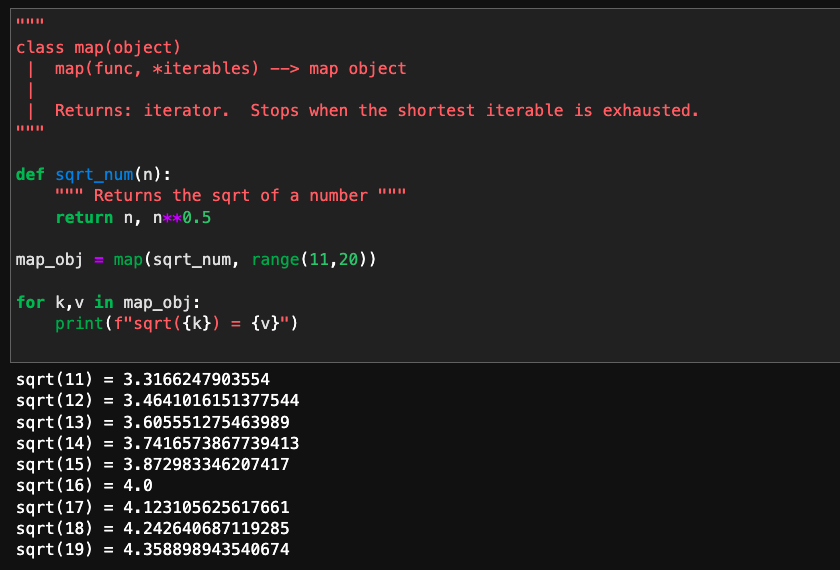 """
class map(object)
 |  map(func, *iterables) --> map object
 |
 |  Returns: iterator.  Stops when the shortest iterable is exhausted.
"""

def sqrt_num(n):
    """ Returns the sqrt of a number """
    return n, n**0.5

map_obj = map(sqrt_num, range(11,20))

for k,v in map_obj:
    print(f"sqrt({k}) = {v}")

sqrt(11) = 3.3166247903554
sqrt(12) = 3.4641016151377544
sqrt(13) = 3.605551275463989
sqrt(14) = 3.7416573867739413
sqrt(15) = 3.872983346207417
sqrt(16) = 4.0
sqrt(17) = 4.123105625617661
sqrt(18) = 4.242640687119285
sqrt(19) = 4.358898943540674